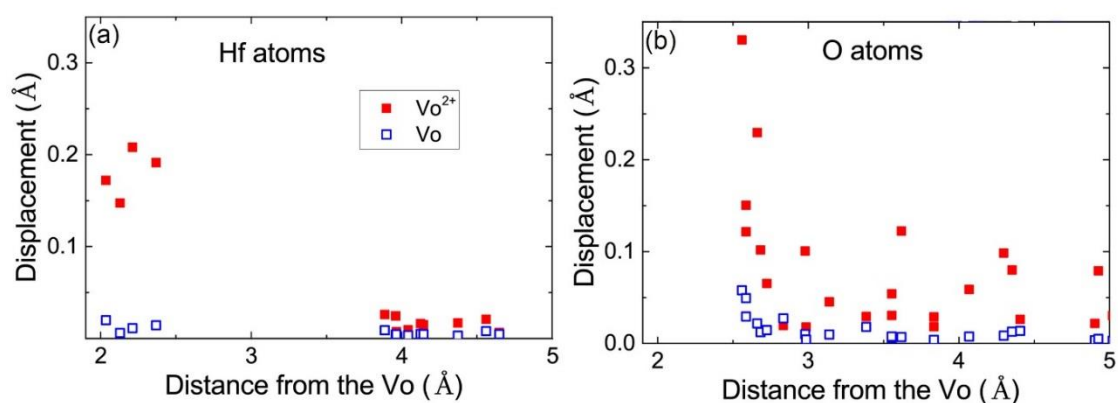 (a)
Hf atoms
Vo2+
Vo
0.3
0.2
0.1
Displacement (Å)
2
3
4
5
Distance from the Vo (Å)
(b)
O atoms
0.3
0.2
0.1
0.0
Displacement (Å)
2
3
4
5
Distance from the Vo (Å)